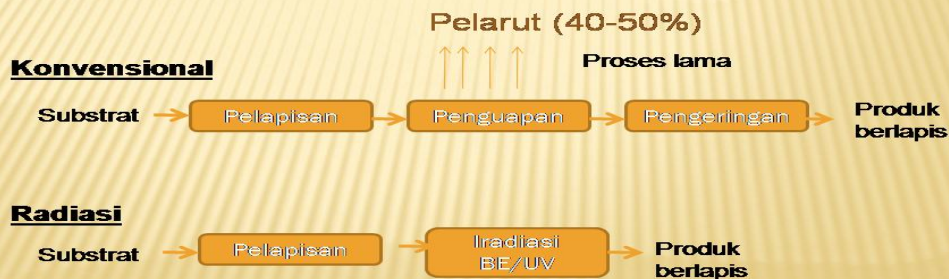 Pelarut (40-50%)
Konvensional
Proses lama
Substrat
Pelapisan
Penguapan
Pengeringan
Produk
berlapis
Radiasi
Substrat
Pelapisan
Iradiasi
BE/UV
Produk
berlapis